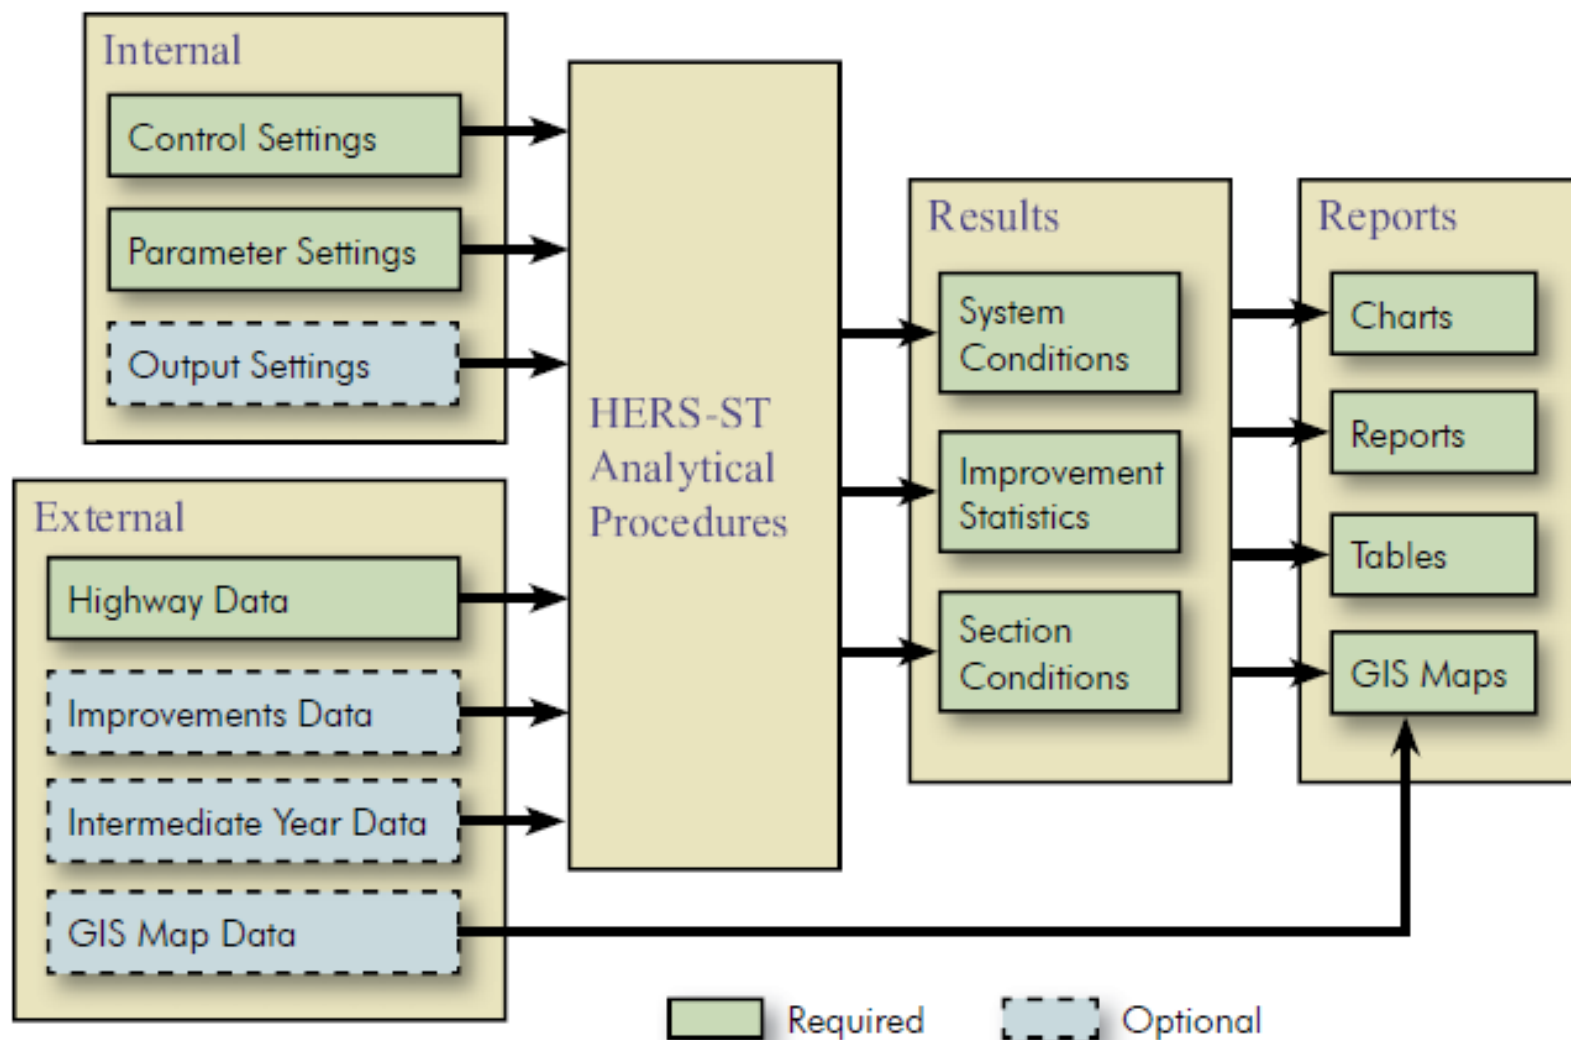 Internal
Control Settings
Parameter Settings
Output Settings
External
Highway Data
Improvements Data
Intermediate Year Data
GIS Map Data
HERS-ST
Analytical
Procedures
Results
System
Conditions
Improvement
Statistics
Section
Conditions
Reports
Charts
Reports
Tables
GIS Maps
Required
Optional